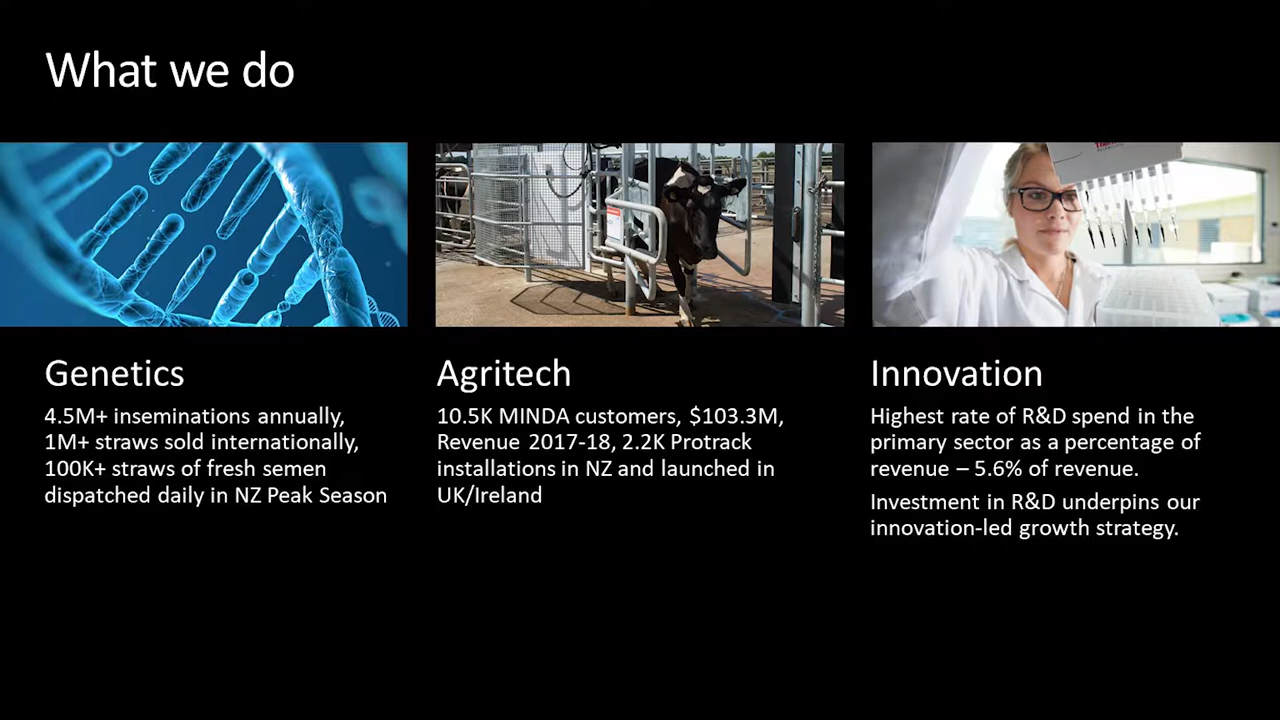 What we do
Genetics
4.5M+ inseminations annually,
1M+ straws sold internationally,
100K+ straws of fresh semen
dispatched daily in NZ Peak Season
Agritech
10.5K MINDA customers, $103.3M,
Revenue 2017-18, 2.2K Protrack
installations in NZ and launched in
UK/Ireland
Innovation
Highest rate of R&D spend in the
primary sector as a percentage of
revenue – 5.6% of revenue.
Investment in R&D underpins our
innovation-led growth strategy.